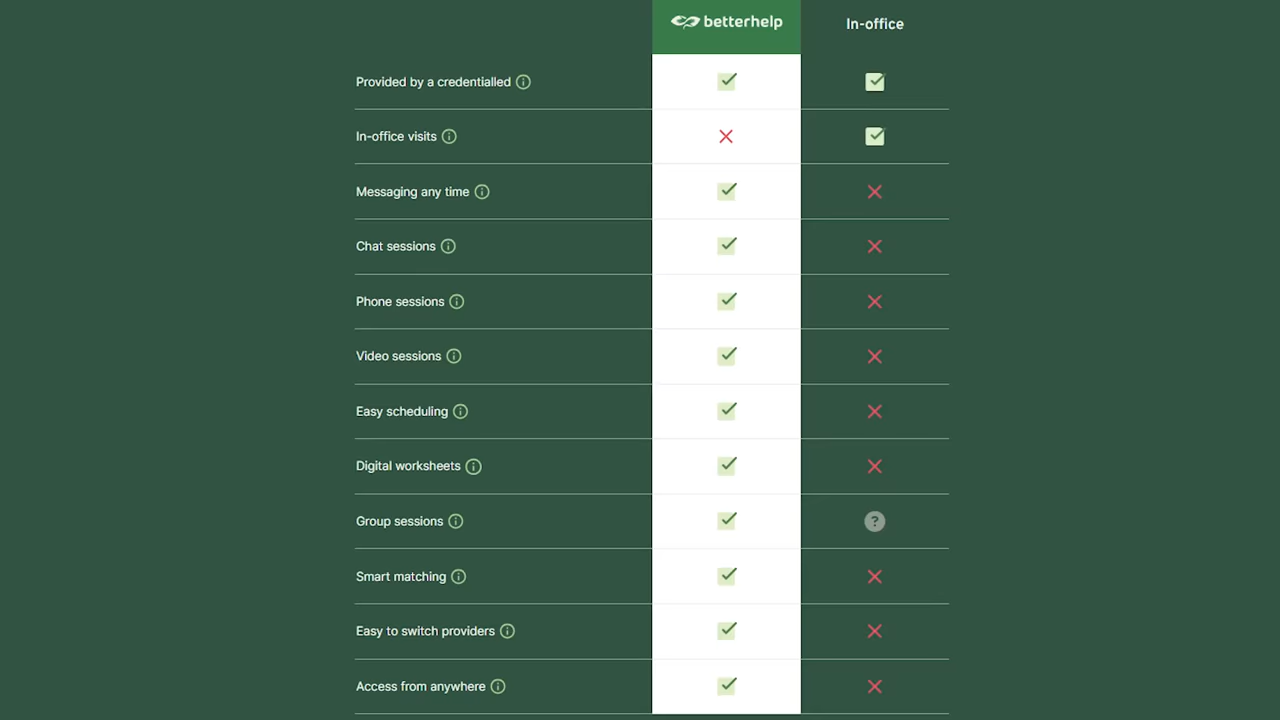 betterhelp In-office
Provided by a credentialled
In-office visits
Messaging any time
Chat sessions
Phone sessions
Video sessions
Easy scheduling
Digital worksheets
Group sessions ?
Smart matching
Easy to switch providers
Access from anywhere